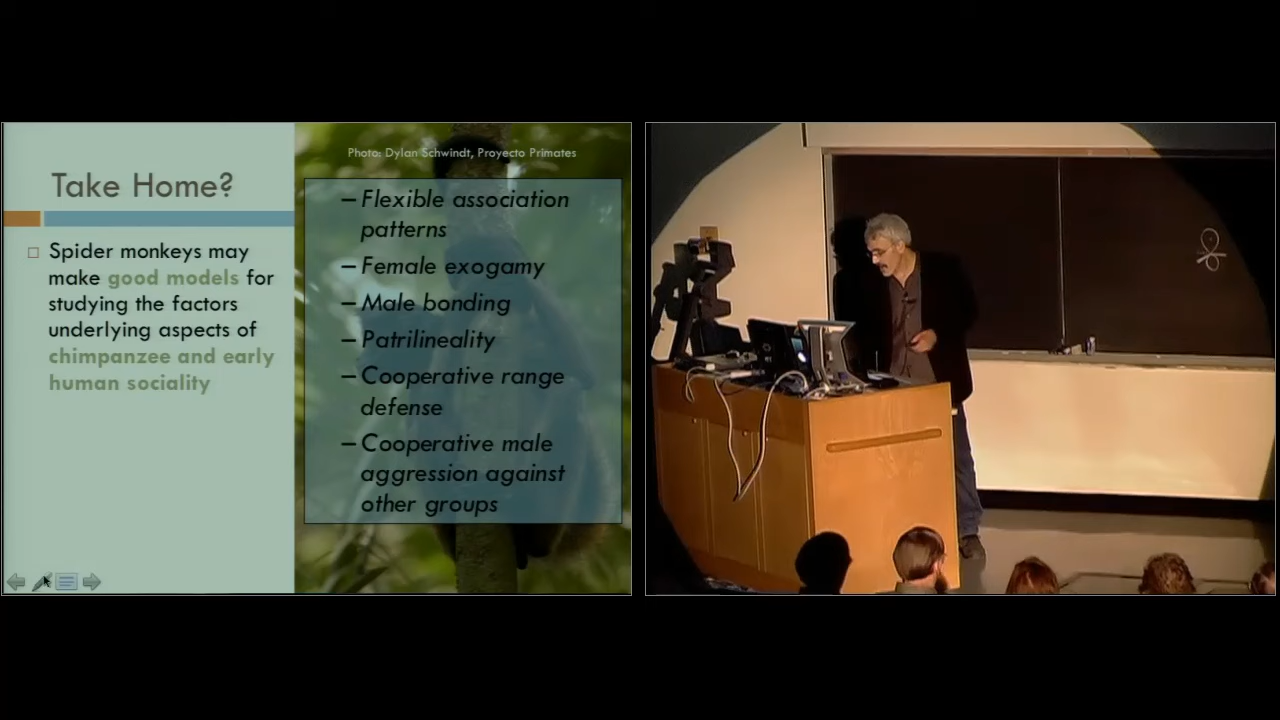 Photo: Dylan Schwindt, Proyecto Primates
Take Home?
Spider monkeys may
make good models for
studying the factors
underlying aspects of
chimpanzee and early
human sociality
– Flexible association
patterns
– Female exogamy
– Male bonding
– Patrilineality
– Cooperative range
defense
– Cooperative male
aggression against
other groups